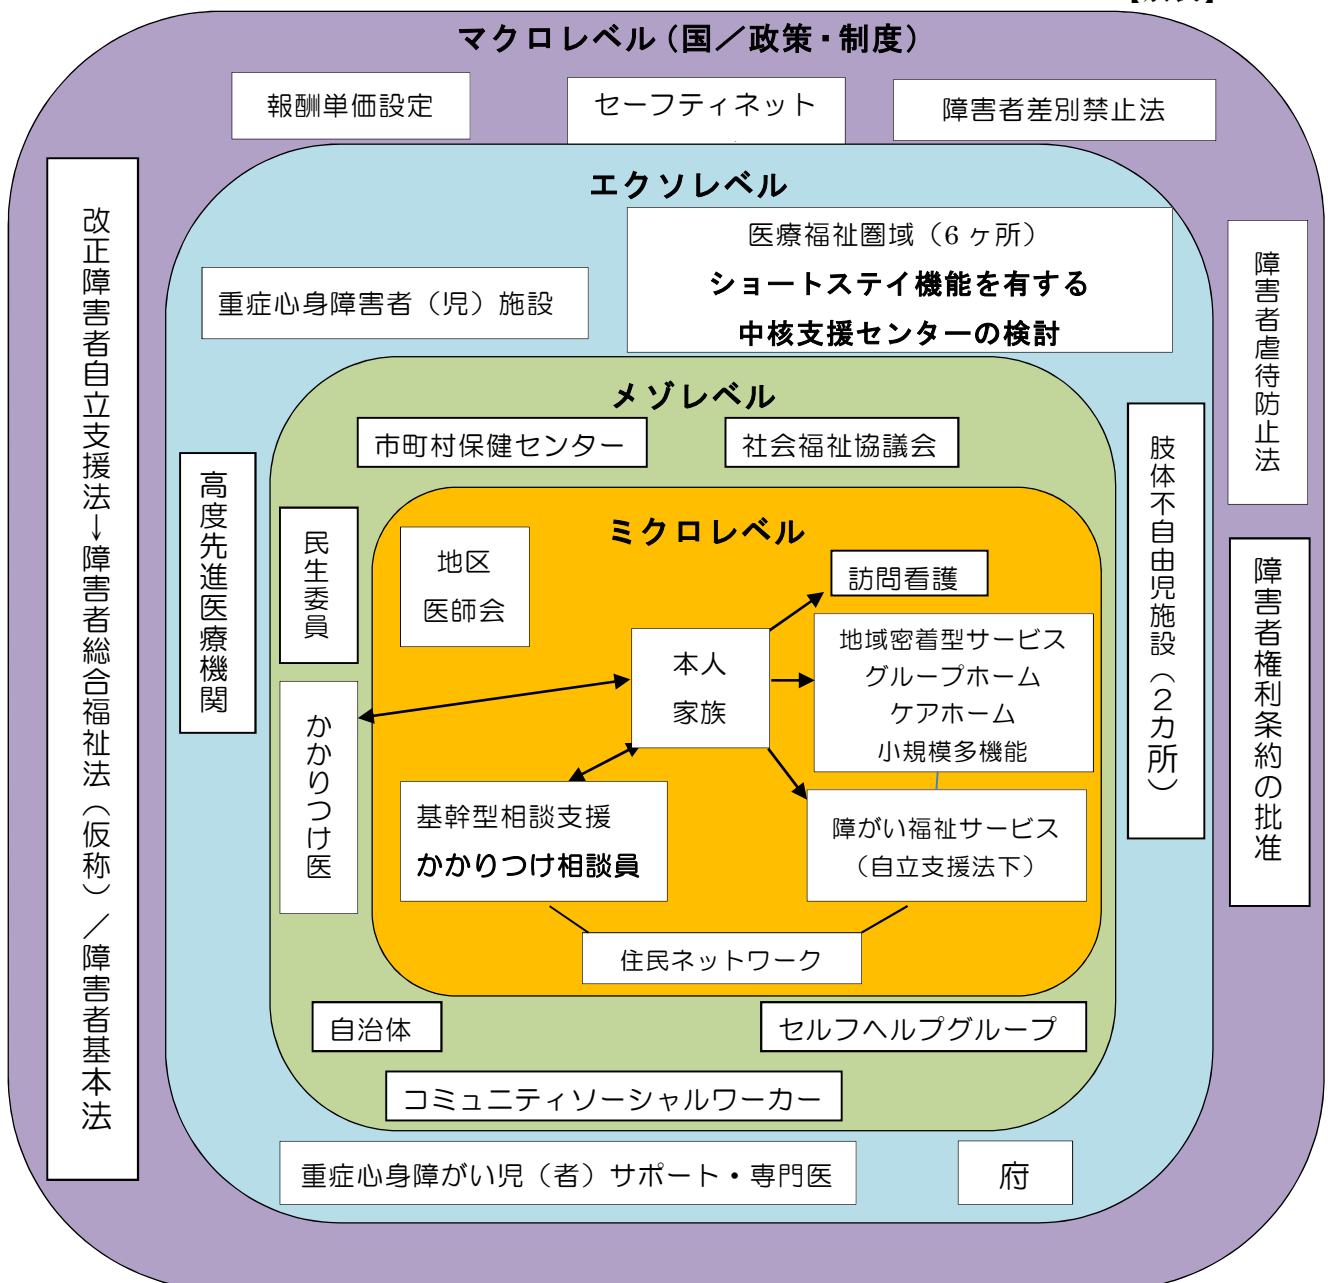 マクロレベル（国／政策・制度）
報酬単価設定
セーフティネット
障害者差別禁止法
改正障害者自立支援法→障害者総合福祉法（仮称）／障害者基本法
障害者虐待防止法
障害者権利条約の批准
エクソレベル
医療福祉圏域（６ヶ所）
ショートステイ機能を有する
中核支援センターの検討
重症心身障害者（児）施設
高度先進医療機関
肢体不自由児施設（２カ所）
メゾレベル
市町村保健センター
社会福祉協議会
民生委員
かかりつけ医
ミクロレベル
地区
医師会
訪問看護
本人
家族
地域密着型サービス
グループホーム
ケアホーム
小規模多機能
基幹型相談支援
かかりつけ相談員
障がい福祉サービス
（自立支援法下）
住民ネットワーク
自治体
セルフヘルプグループ
コミュニティソーシャルワーカー
重症心身障がい児（者）サポート・専門医
府